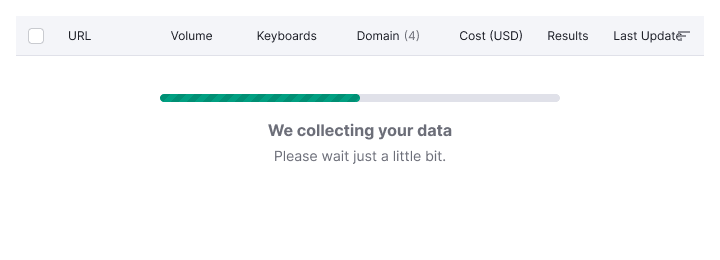 URL Volume Keyboards Domain (4) Cost (USD) Results Last Update
We collecting your data
Please wait just a little bit.